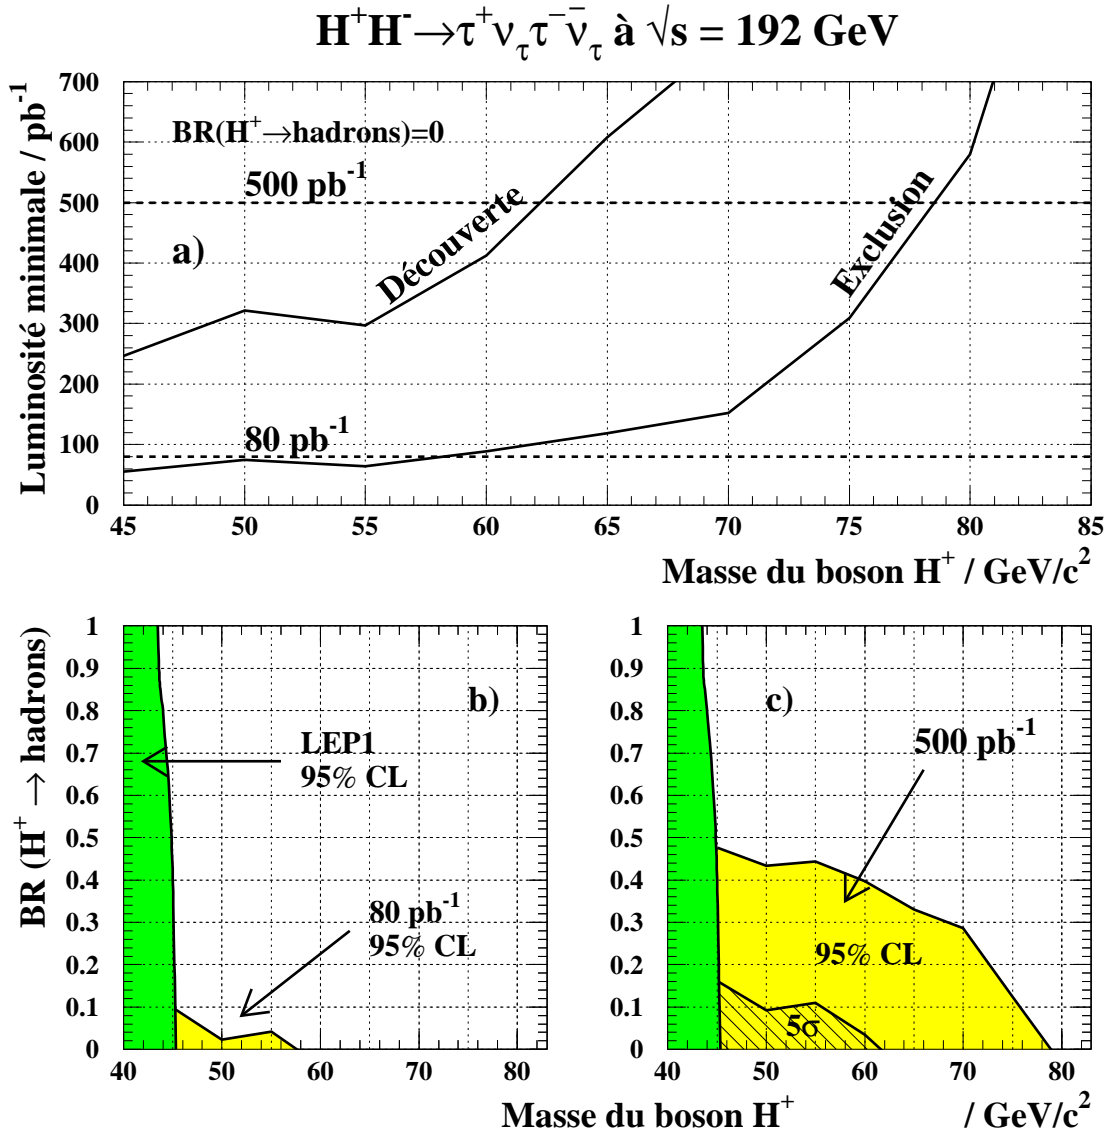 H⁺H⁻→τ⁺ν_ττ⁻ν̄_τ à √s = 192 GeV
Luminosité minimale / pb⁻¹
700
600
500
400
300
200
100
0
BR(H⁺→hadrons)=0
500 pb⁻¹
a)
Découverte
Exclusion
80 pb⁻¹
45 50 55 60 65 70 75 80 85
Masse du boson H⁺ / GeV/c²
BR (H⁺ → hadrons)
1
0.9
0.8
0.7
0.6
0.5
0.4
0.3
0.2
0.1
0
b)
LEP1
95% CL
80 pb⁻¹
95% CL
40 50 60 70 80
1
0.9
0.8
0.7
0.6
0.5
0.4
0.3
0.2
0.1
0
c)
500 pb⁻¹
95% CL
5σ
40 50 60 70 80
Masse du boson H⁺ / GeV/c²